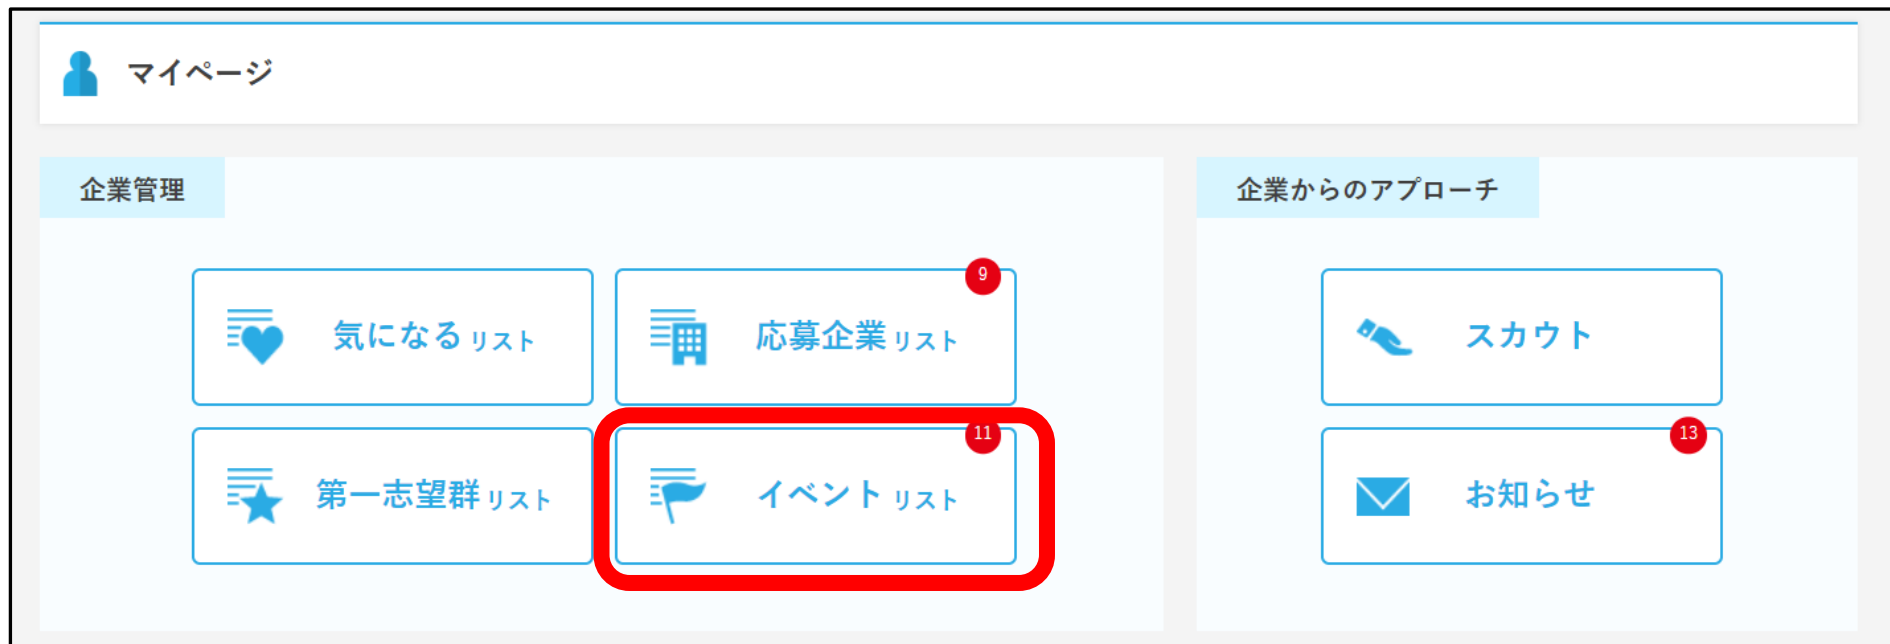 マイページ
企業管理
気になる リスト
9
応募企業 リスト
第一志望群 リスト
11
イベント リスト
企業からのアプローチ
スカウト
13
お知らせ